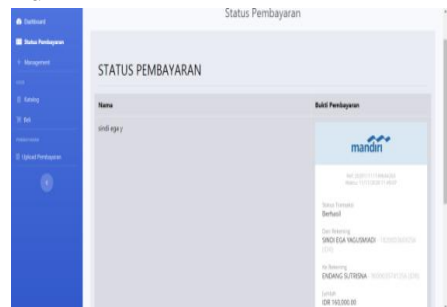 Status Pembayaran
Dashboard
Status Pembayaran
Management
Katalog
Upload Pembayaran
STATUS PEMBAYARAN
Nama
Bukti Pembayaran
sindi ega y
mandiri
Status Transaksi
Berhasil
Dari Rekening
SINDI EGA YAGUSMIADI
Ke Rekening
ENDANG SUTRISNA
Jumlah
IDR 160,000.00